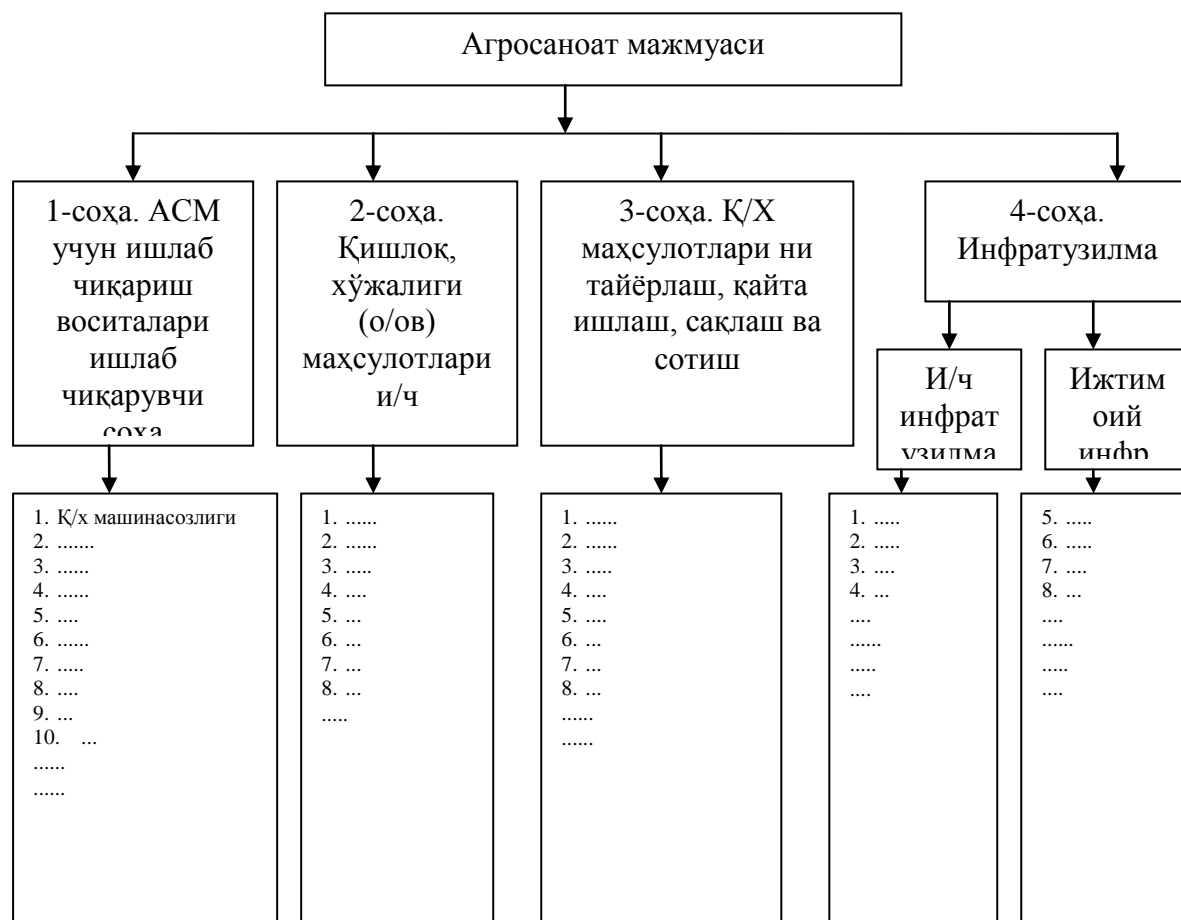 Агросаноат мажмуаси
1-соҳа. АСМ
учун ишлаб
чиқариш
воситалари
ишлаб
чиқарувчи
соҳа
2-соҳа.
Қишлоқ,
хўжалиги
(о/ов)
маҳсулотлари
и/ч
3-соҳа. Қ/Х
маҳсулотлари ни
тайёрлаш, қайта
ишлаш, сақлаш ва
сотиш
4-соҳа.
Инфратузилма
И/ч
инфрат
узилма
Ижтим
оий
инфр
1. Қ/х машинасозлиги
2. .......
3. ......
4. ......
5. ....
6. ......
7. .....
8. ....
9. ...
10. ...
......
......
1. ......
2. ......
3. .....
4. ....
5. ...
6. ...
7. ...
8. ...
.....
1. ......
2. ......
3. .....
4. ....
5. ....
6. ...
7. ...
8. ...
......
......
1. .....
2. .....
3. ....
4. ...
....
......
.....
....
5. .....
6. .....
7. ....
8. ...
....
......
.....
....